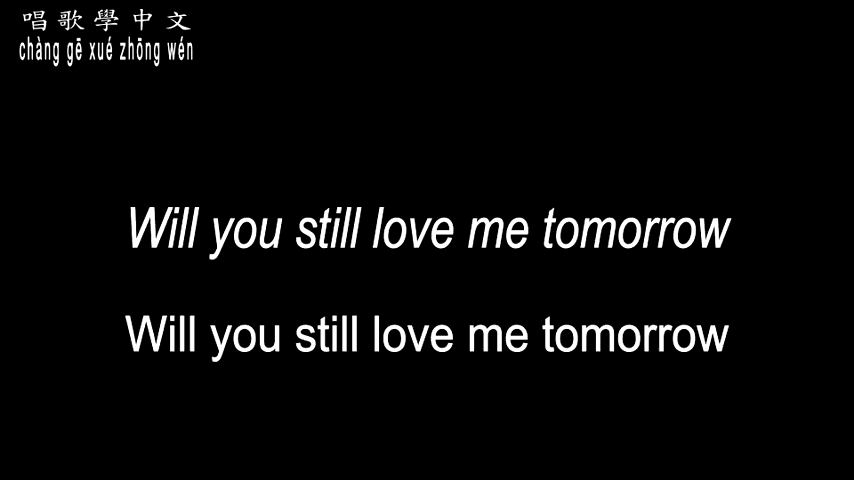 唱歌學中文
chàng gē xué zhōng wén
Will you still love me tomorrow
Will you still love me tomorrow